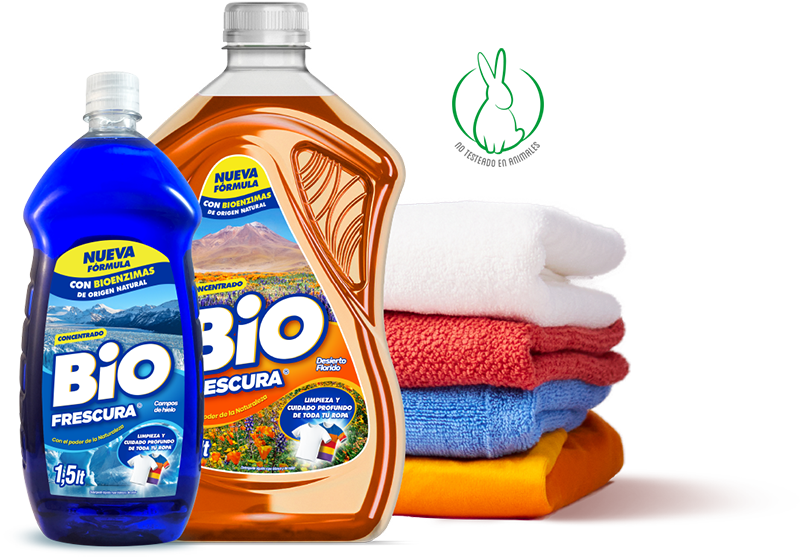 NUEVA
FÓRMULA
CON BIOENZIMAS
DE ORIGEN NATURAL
CONCENTRADO
BiO
FRESCURA®
Campos
de hielo
Con el poder de la Naturaleza
LIMPIEZA Y
CUIDADO PROFUNDO
DE TODA TU ROPA
1,5lt
NUEVA
FÓRMULA
CON BIOENZIMAS
DE ORIGEN NATURAL
CONCENTRADO
BiO
ESCURA®
Desierto
Florido
poder de la Naturaleza
LIMPIEZA Y
CUIDADO PROFUNDO
DE TODA TU ROPA
lt
NO TESTEADO EN ANIMALES